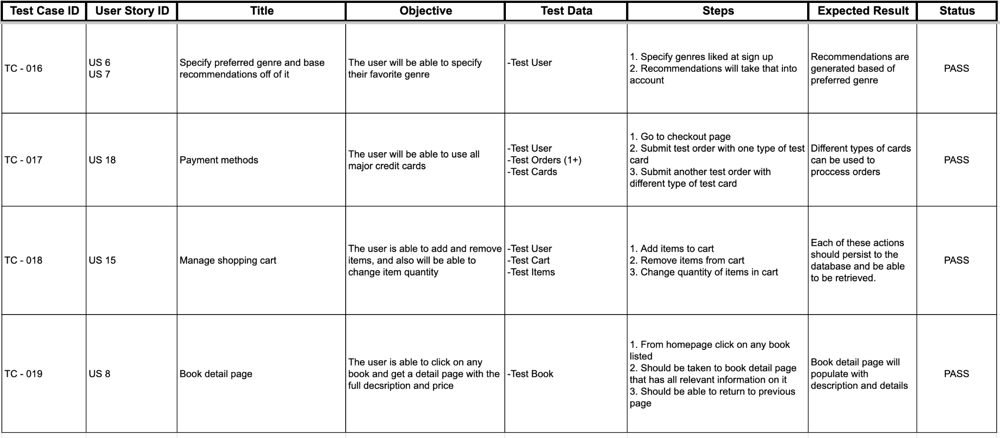 Test Case ID
User Story ID
Title
Objective
Test Data
Steps
Expected Result
Status
TC - 016
US 6
US 7
Specify preferred genre and base
recommendations off of it
The user will be able to specify
their favorite genre
-Test User
1. Specify genres liked at sign up
2. Recommendations will take that into
account
Recommendations are
generated based of
preferred genre
PASS
TC - 017
US 18
Payment methods
The user will be able to use all
major credit cards
-Test User
-Test Orders (1+)
-Test Cards
1. Go to checkout page
2. Submit test order with one type of test
card
3. Submit another test order with
different type of test card
Different types of cards
can be used to
proccess orders
PASS
TC - 018
US 15
Manage shopping cart
The user is able to add and remove
items, and also will be able to
change item quantity
-Test User
-Test Cart
-Test Items
1. Add items to cart
2. Remove items from cart
3. Change quantity of items in cart
Each of these actions
should persist to the
database and be able
to be retrieved.
PASS
TC - 019
US 8
Book detail page
The user is able to click on any
book and get a detail page with the
full decsription and price
-Test Book
1. From homepage click on any book
listed
2. Should be taken to book detail page
that has all relevant information on it
3. Should be able to return to previous
page
Book detail page will
populate with
description and details
PASS